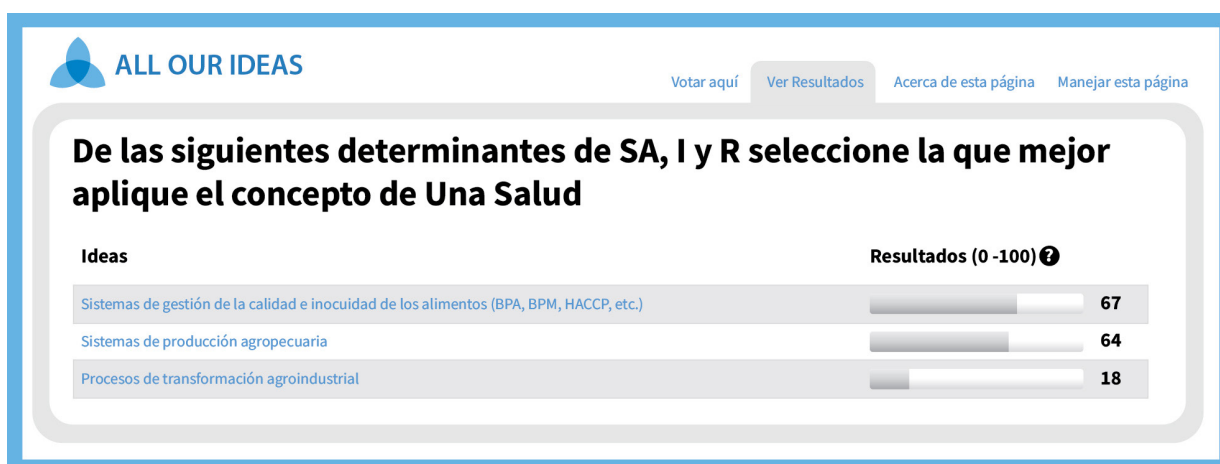 ALL OUR IDEAS
Votar aquí Ver Resultados Acerca de esta página Manejar esta página
De las siguientes determinantes de SA, I y R seleccione la que mejor
aplique el concepto de Una Salud
Ideas Resultados (0 -100) ?
Sistemas de gestión de la calidad e inocuidad de los alimentos (BPA, BPM, HACCP, etc.) 67
Sistemas de producción agropecuaria 64
Procesos de transformación agroindustrial 18